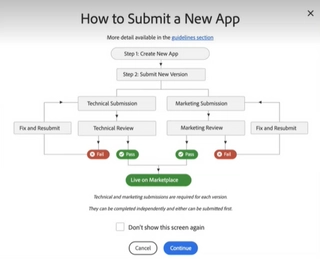 How to Submit a New App
More detail available in the guidelines section
Step 1: Create New App
Step 2: Submit New Version
Technical Submission
Marketing Submission
Fix and Resubmit
Technical Review
Marketing Review
Fix and Resubmit
Fail
Pass
Pass
Fail
Live on Marketplace
Technical and marketing submissions are required for each version.
They can be completed independently and either can be submitted first.
Don't show this screen again
Cancel
Continue